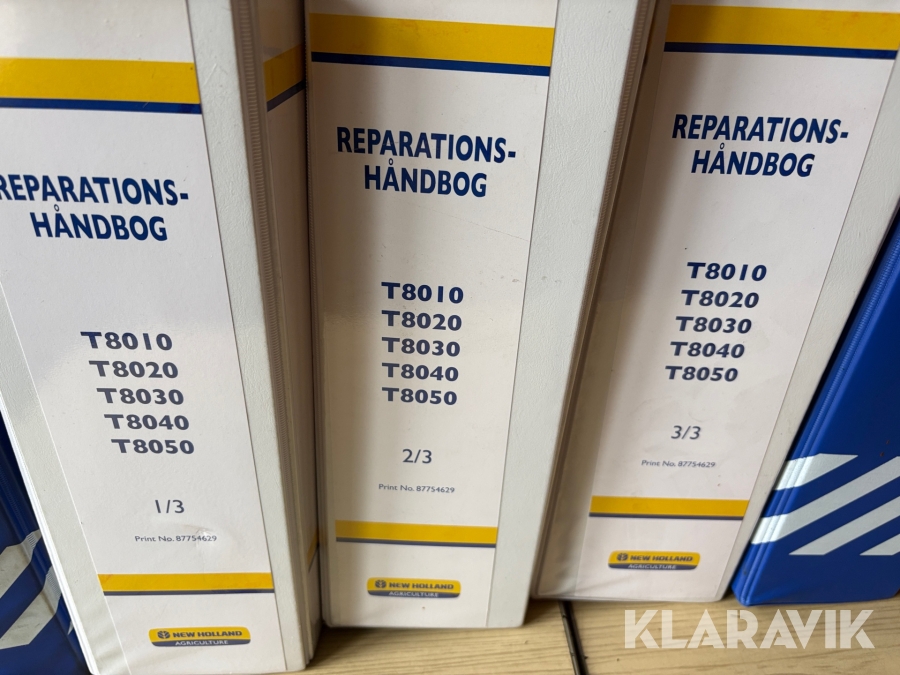 REPARATIONS-
HÅNDBOG
T8010
T8020
T8030
T8040
T8050
1/3
Print No. 87754629
NEW HOLLAND
AGRICULTURE
REPARATIONS-
HÅNDBOG
T8010
T8020
T8030
T8040
T8050
2/3
Print No. 87754629
NEW HOLLAND
AGRICULTURE
REPARATIONS-
HÅNDBOG
T8010
T8020
T8030
T8040
T8050
3/3
Print No. 87754629
NEW HOLLAND
AGRICULTURE
KLARAVIK